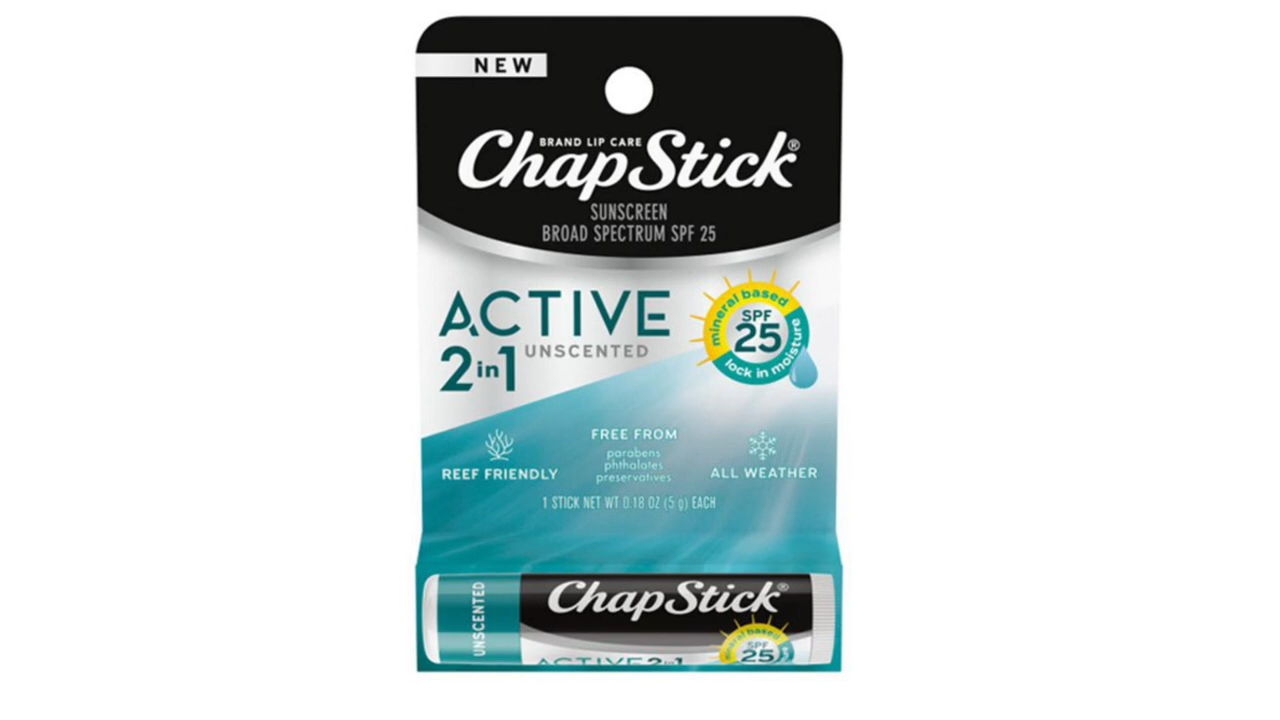 NEW
BRAND LIP CARE
ChapStick®
SUNSCREEN
BROAD SPECTRUM SPF 25
ACTIVE
2in1 UNSCENTED
mineral based
SPF
25
lock in moisture
REEF FRIENDLY
FREE FROM
parabens
phthalates
preservatives
ALL WEATHER
1 STICK NET WT 0.18 OZ (5 g) EACH
UNSCENTED
ChapStick®
mineral based
SPF
25
ACTIVE 2in1